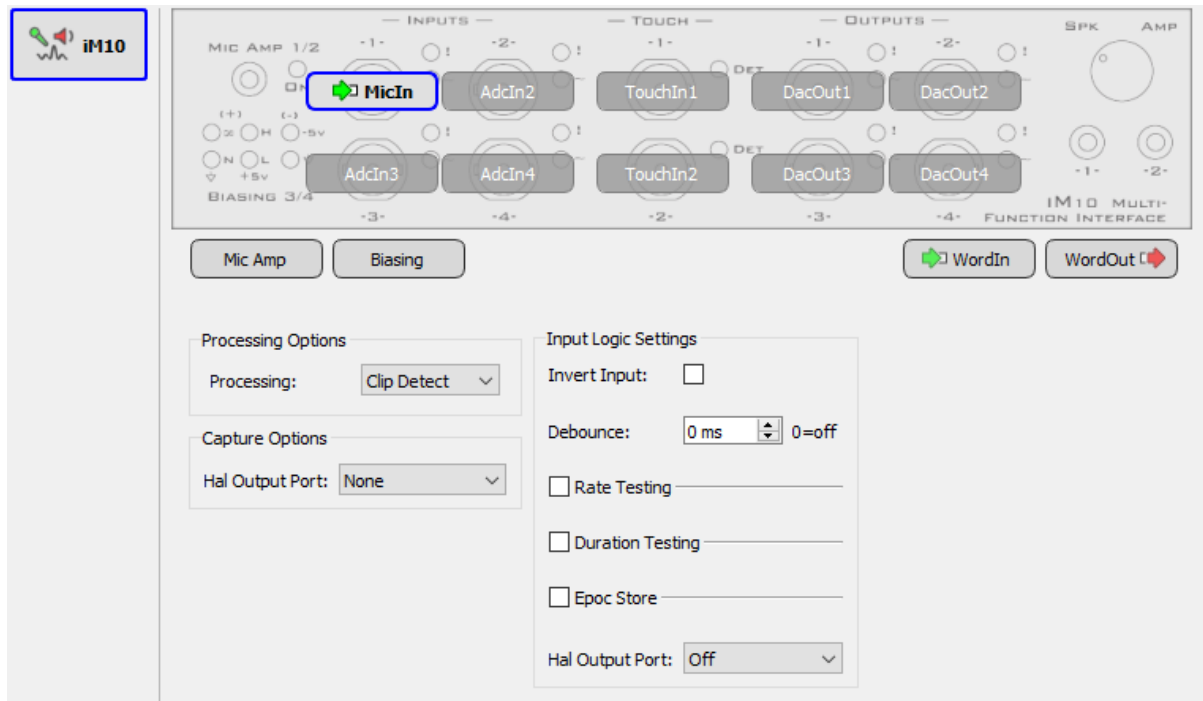 iM10
— INPUTS —
— TOUCH —
— OUTPUTS —
SPK AMP
MIC AMP 1/2
-1- -2- -1- -1- -2-
! ! DET ! !
MicIn AdcIn2 TouchIn1 DacOut1 DacOut2
(+) (-)
H -5V ! ! DET ! !
N L
+5V
AdcIn3 AdcIn4 TouchIn2 DacOut3 DacOut4
-1- -2-
BIASING 3/4
-3- -4- -2- -3- -4-
IM10 MULTI-
FUNCTION INTERFACE
Mic Amp Biasing WordIn WordOut
Processing Options
Processing: Clip Detect
Capture Options
Hal Output Port: None
Input Logic Settings
Invert Input:
Debounce: 0 ms 0=off
Rate Testing
Duration Testing
Epoc Store
Hal Output Port: Off